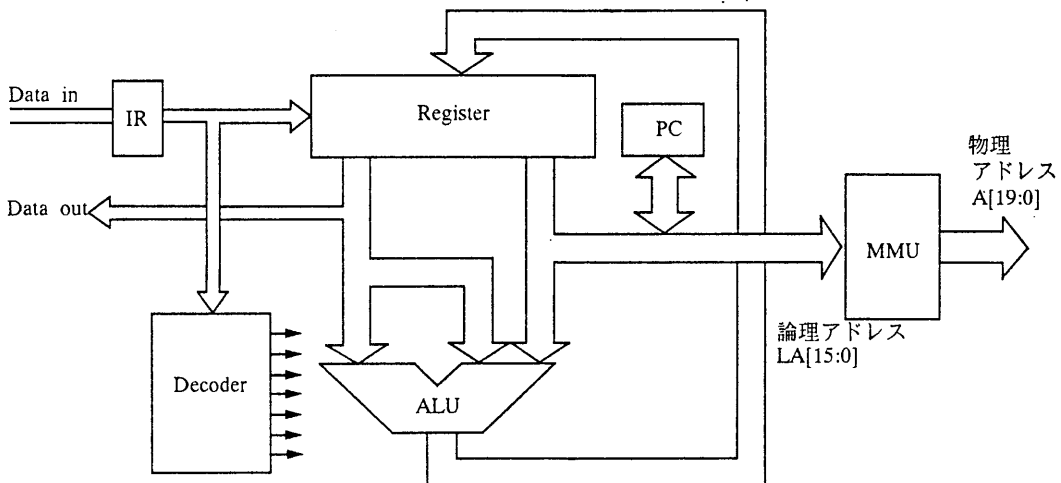 Data in
IR
Register
PC
物理
アドレス
A[19:0]
Data out
MMU
論理アドレス
LA[15:0]
Decoder
ALU